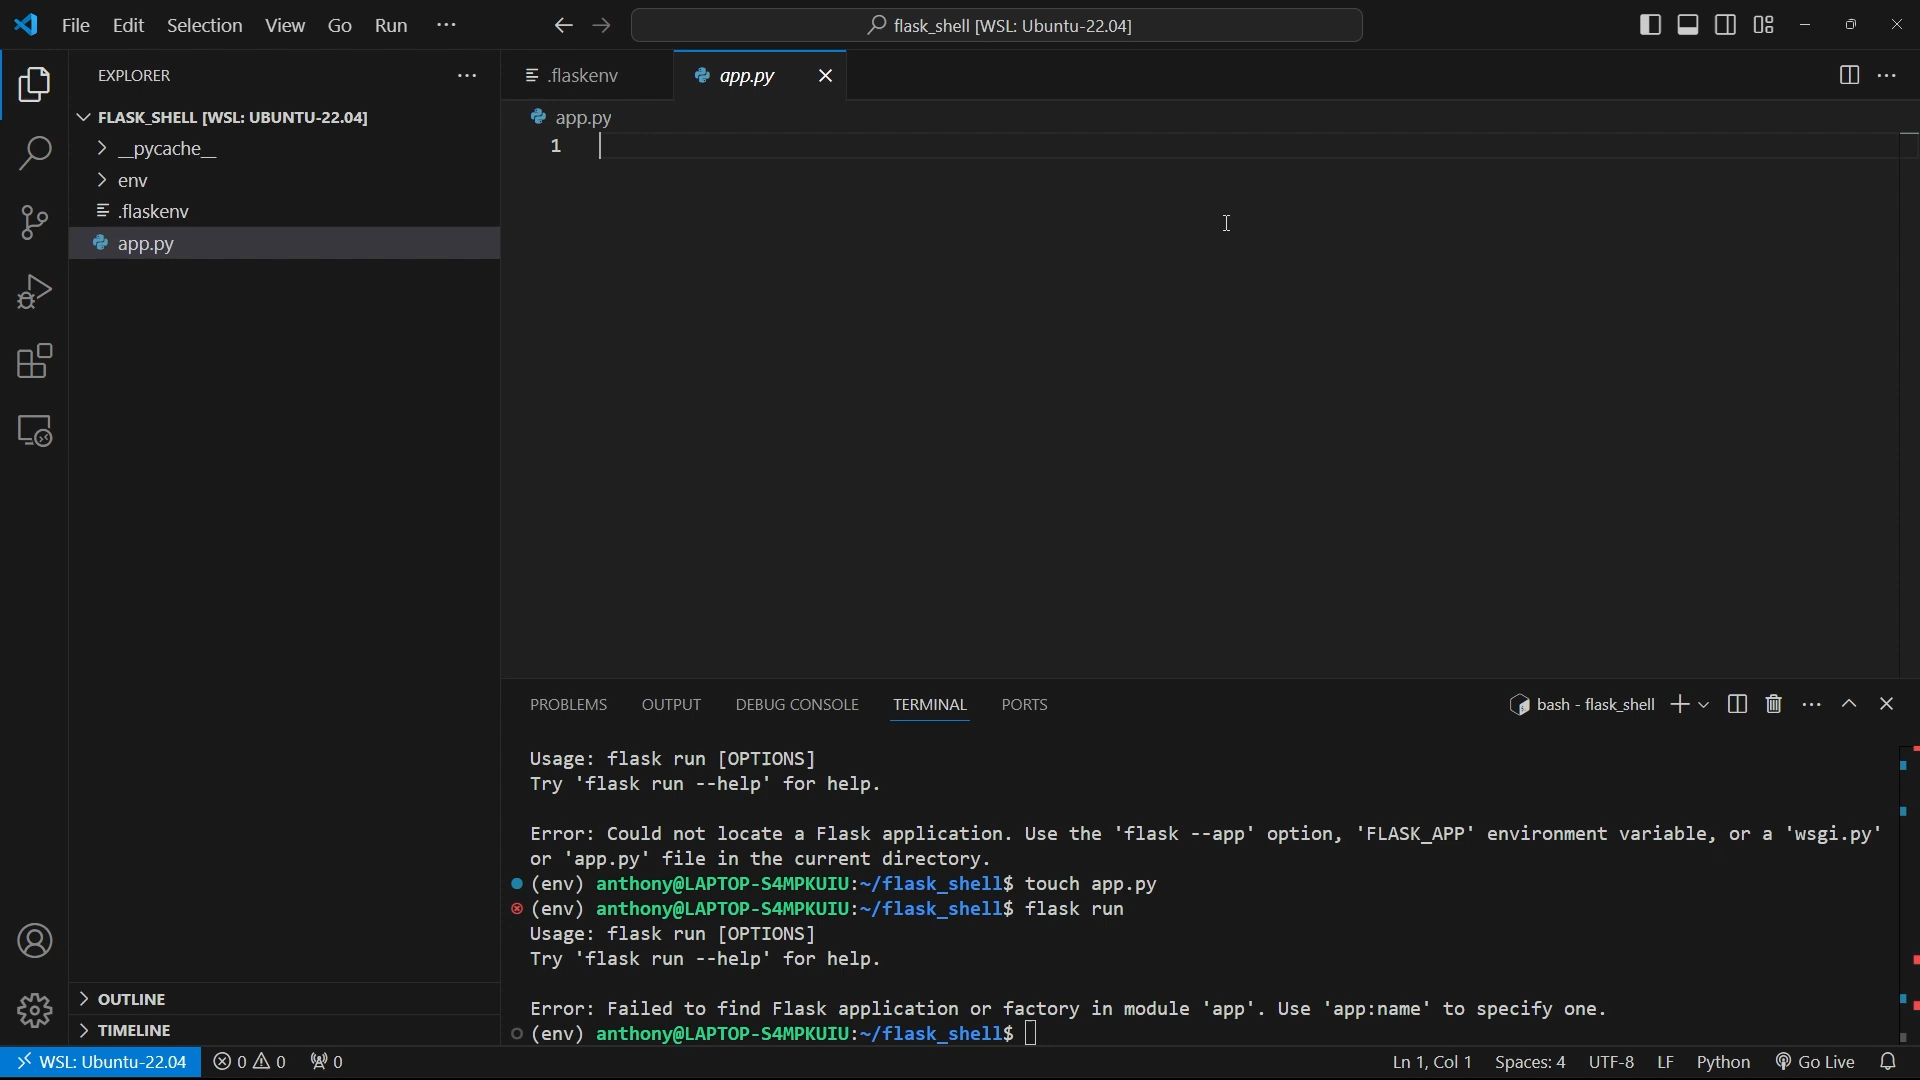 File Edit Selection View Go Run ···
flask_shell [WSL: Ubuntu-22.04]
EXPLORER ···
FLASK_SHELL [WSL: UBUNTU-22.04]
__pycache__
env
.flaskenv
app.py
OUTLINE
TIMELINE
.flaskenv app.py
app.py
1
PROBLEMS OUTPUT DEBUG CONSOLE TERMINAL PORTS bash - flask_shell
Usage: flask run [OPTIONS]
Try 'flask run --help' for help.
Error: Could not locate a Flask application. Use the 'flask --app' option, 'FLASK_APP' environment variable, or a 'wsgi.py'
or 'app.py' file in the current directory.
(env) anthony@LAPTOP-S4MPKUIU:~/flask_shell$ touch app.py
(env) anthony@LAPTOP-S4MPKUIU:~/flask_shell$ flask run
Usage: flask run [OPTIONS]
Try 'flask run --help' for help.
Error: Failed to find Flask application or factory in module 'app'. Use 'app:name' to specify one.
(env) anthony@LAPTOP-S4MPKUIU:~/flask_shell$
WSL: Ubuntu-22.04 0 0 0 Ln 1, Col 1 Spaces: 4 UTF-8 LF Python Go Live